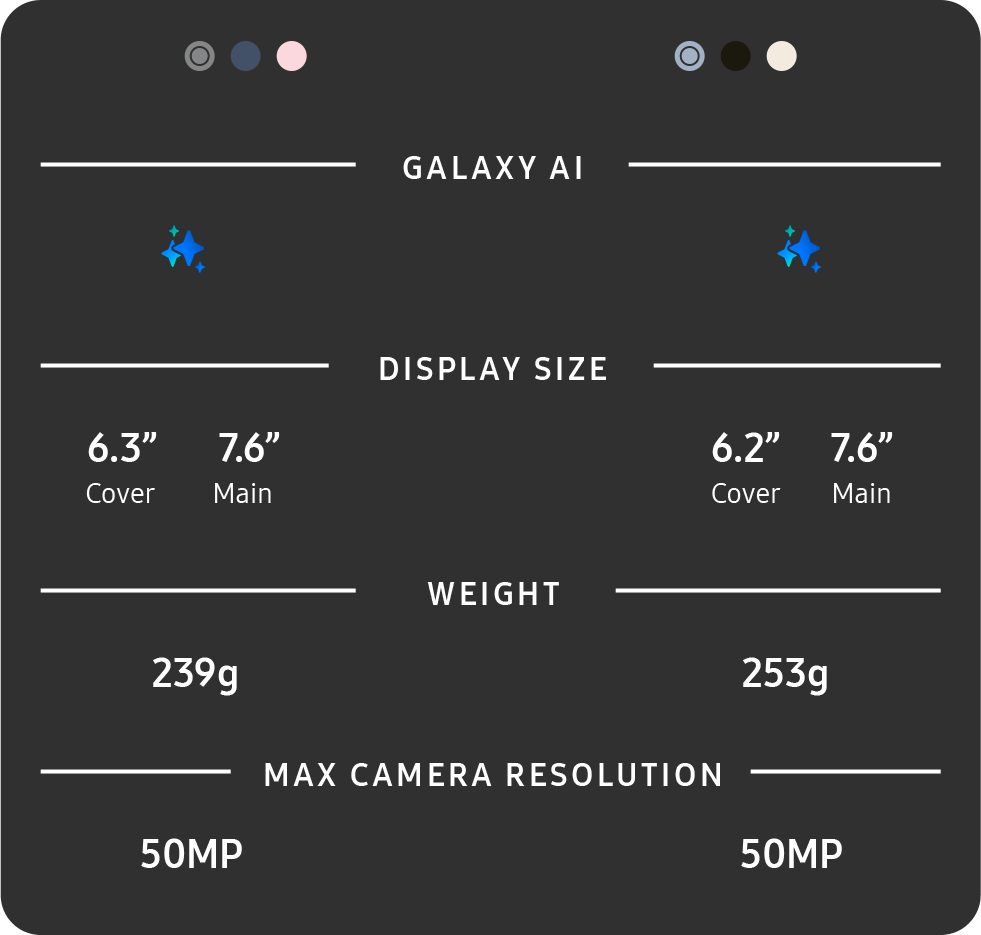 GALAXY AI
DISPLAY SIZE
6.3” 7.6” 6.2” 7.6”
Cover Main Cover Main
WEIGHT
239g 253g
MAX CAMERA RESOLUTION
50MP 50MP